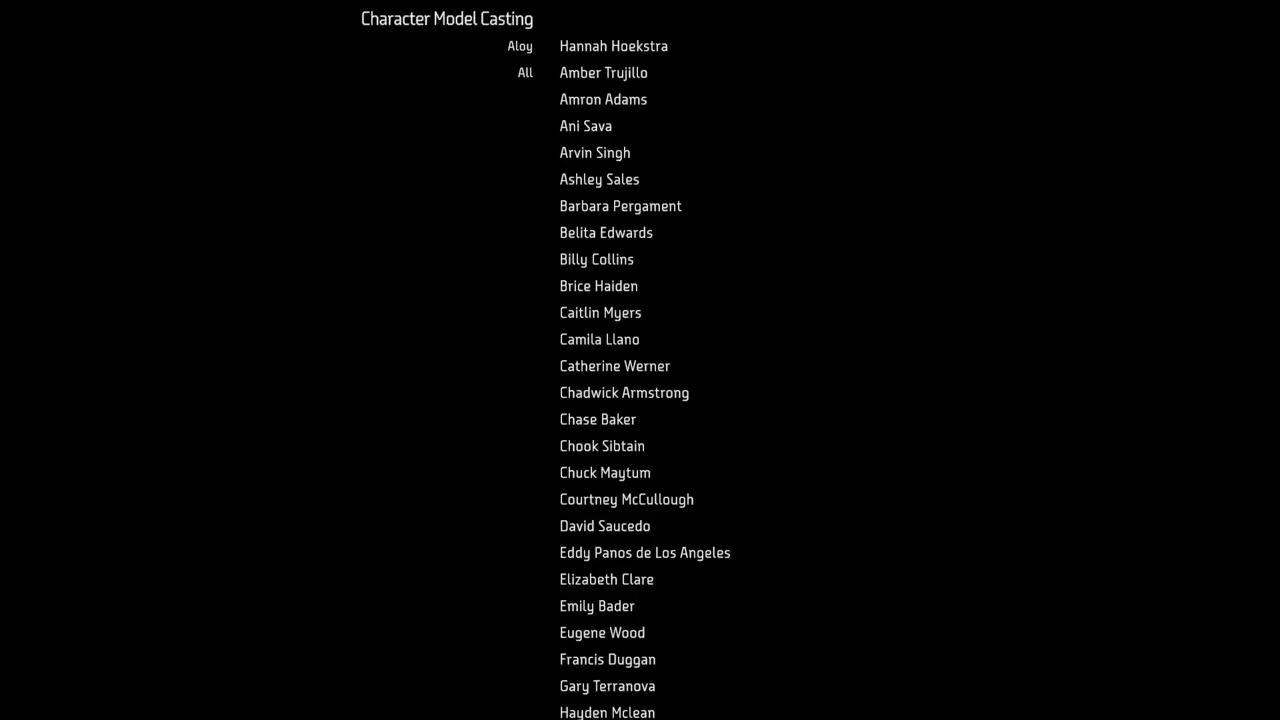 Character Model Casting
Aloy Hannah Hoekstra
All Amber Trujillo
Amron Adams
Ani Sava
Arvin Singh
Ashley Sales
Barbara Pergament
Belita Edwards
Billy Collins
Brice Haiden
Caitlin Myers
Camila Llano
Catherine Werner
Chadwick Armstrong
Chase Baker
Chook Sibtain
Chuck Maytum
Courtney McCullough
David Saucedo
Eddy Panos de Los Angeles
Elizabeth Clare
Emily Bader
Eugene Wood
Francis Duggan
Gary Terranova
Hayden Mclean